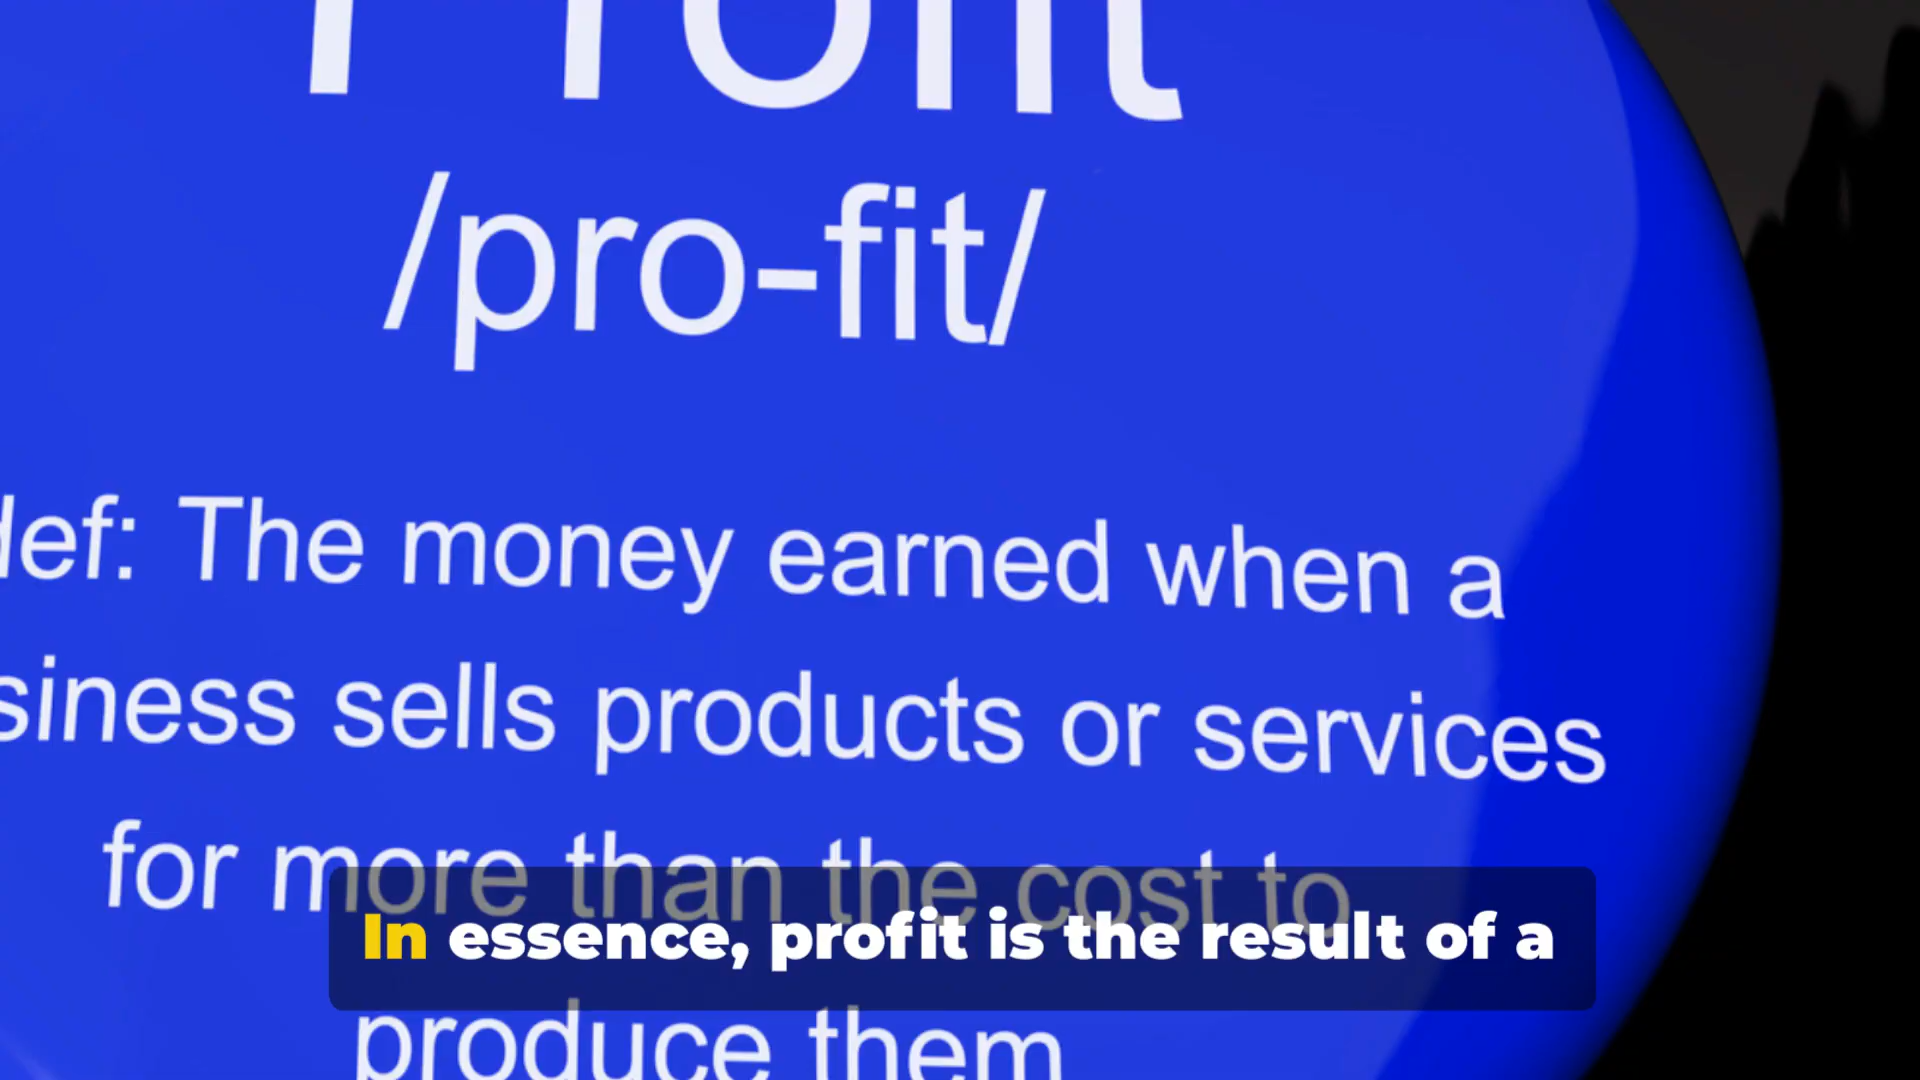 Profit
/pro-fit/
def: The money earned when a
siness sells products or services
for more than the cost to
In essence, profit is the result of a
produce them